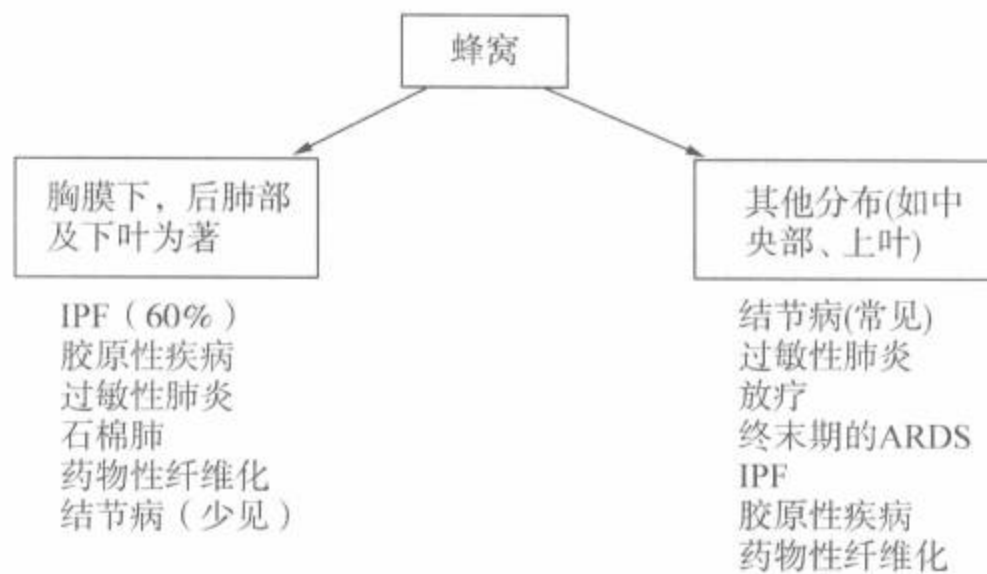 蜂窝
胸膜下，后肺部
及下叶为著
IPF（60%）
胶原性疾病
过敏性肺炎
石棉肺
药物性纤维化
结节病（少见）
其他分布(如中
央部、上叶)
结节病(常见)
过敏性肺炎
放疗
终末期的ARDS
IPF
胶原性疾病
药物性纤维化